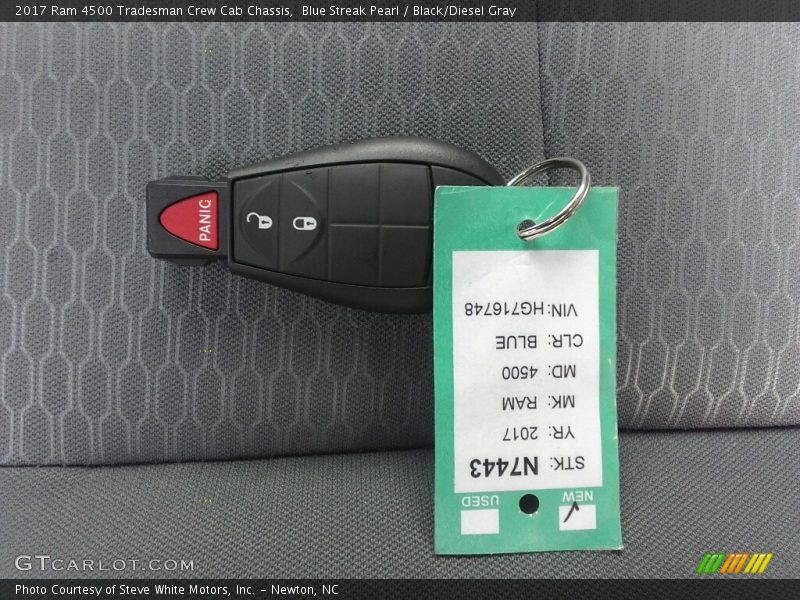 2017 Ram 4500 Tradesman Crew Cab Chassis, Blue Streak Pearl / Black/Diesel Gray
PANIC
NEW USED
STK: N7443
YR: 2017
MK: RAM
MD: 4500
CLR: BLUE
VIN: HG716748
GTCARLOT.COM
Photo Courtesy of Steve White Motors, Inc. – Newton, NC